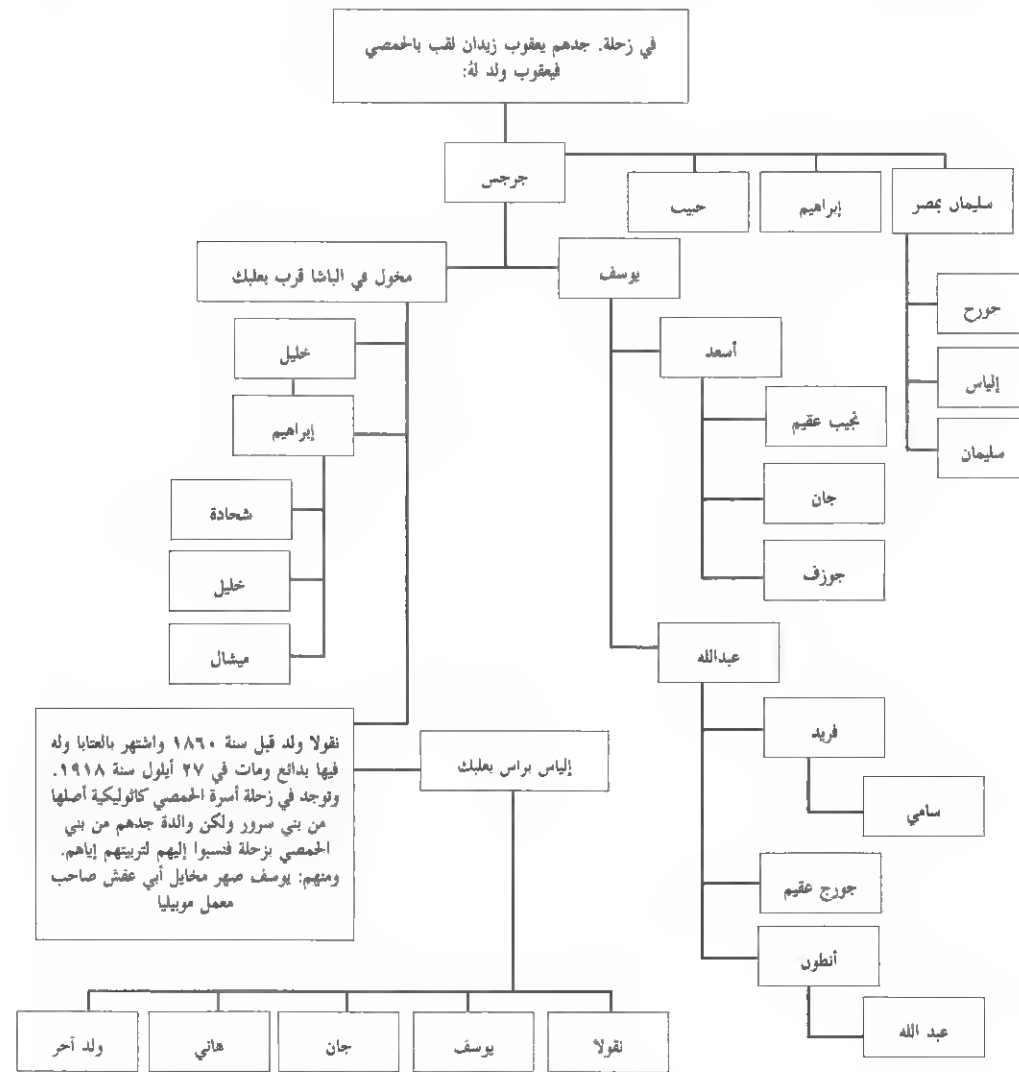 في زحلة. جدهم يعقوب زيدان لقب بالحمصي
فيعقوب ولد لهُ:
جرجس
سليمان بمصر
إبراهيم
حبيب
جورج
إلياس
سليمان
يوسف
مخول في الباشا قرب بعلبك
أسعد
نجيب عقيم
جان
جوزف
خليل
إبراهيم
شحادة
خليل
ميشال
عبدالله
فريد
سامي
جورج عقيم
أنطون
عبد الله
نقولا ولد قبل سنة ١٨٦٠ واشتهر بالعتابا وله
فيها بدائع ومات في ٢٧ أيلول سنة ١٩١٨.
وتوجد في زحلة أسرة الحمصي كاثوليكية أصلها
من بني سرور ولكن والدة جدهم من بني
الحمصي بزحلة فنسبوا إليهم لتربيتهم إياهم.
ومنهم: يوسف صهر مخايل أبي عفش صاحب
معمل موبيليا
إلياس براس بعلبك
نقولا
يوسف
جان
هاني
ولد آخر